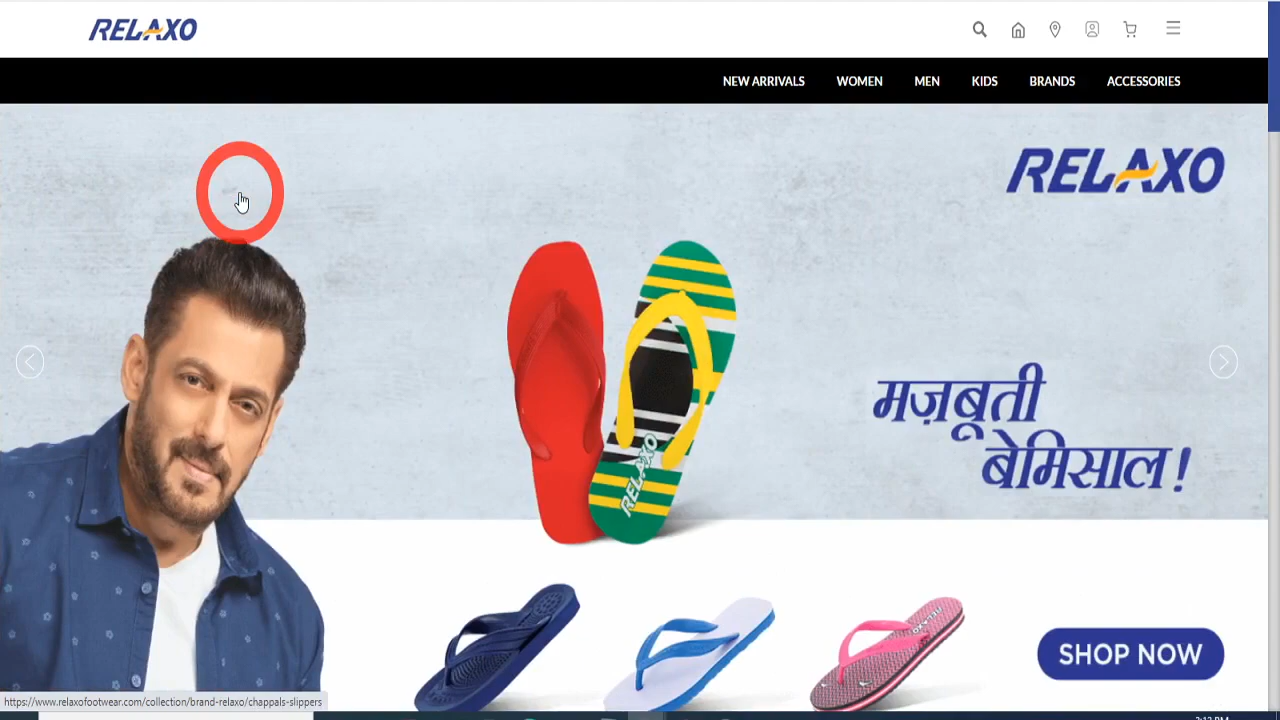 RELAXO
NEW ARRIVALS WOMEN MEN KIDS BRANDS ACCESSORIES
RELAXO
मज़बूती
बेमिसाल !
RELAXO
RELAXO
SHOP NOW
https://www.relaxofootwear.com/collection/brand-relaxo/chappals-slippers